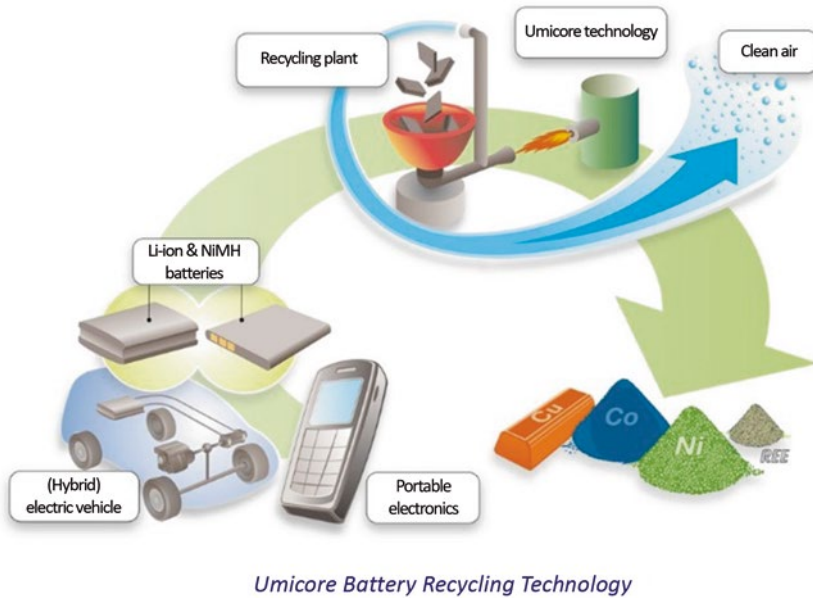 Umicore technology
Recycling plant
Clean air
Li-ion & NiMH
batteries
Cu
Co
Ni
REE
(Hybrid)
electric vehicle
Portable
electronics
Umicore Battery Recycling Technology